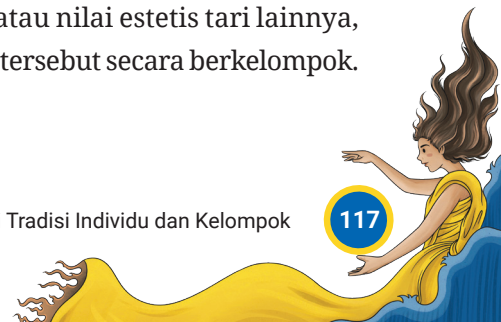 atau nilai estetis tari lainnya,
tersebut secara berkelompok.
Tradisi Individu dan Kelompok
117